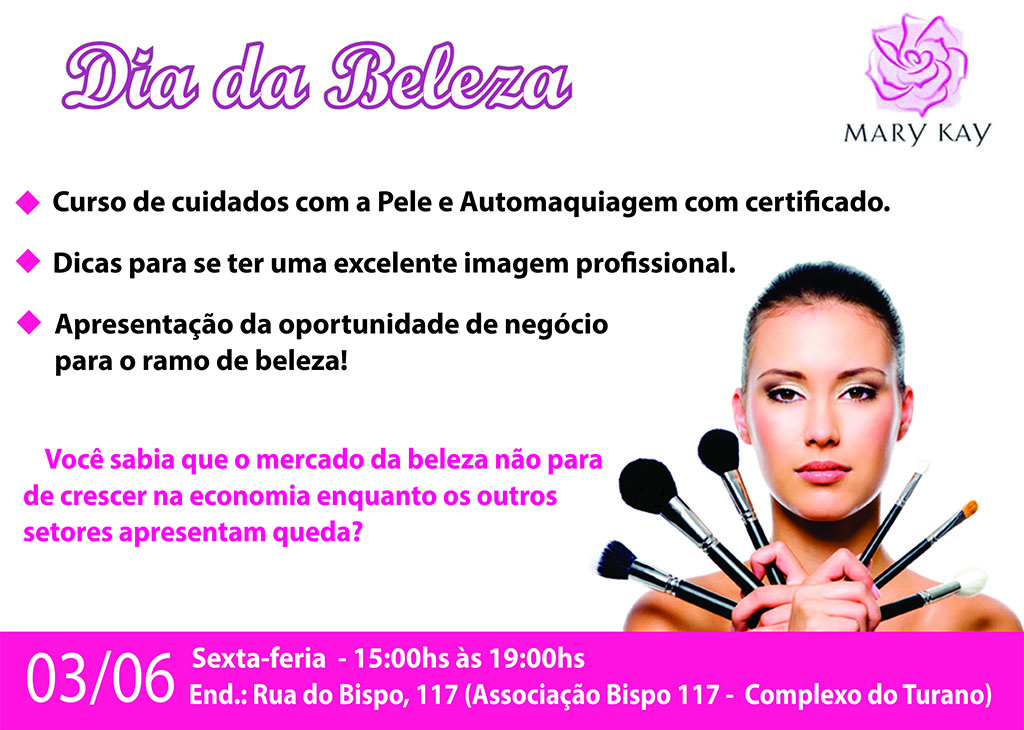 Dia da Beleza
MARY KAY
Curso de cuidados com a Pele e Automaquiagem com certificado.
Dicas para se ter uma excelente imagem profissional.
Apresentação da oportunidade de negócio
para o ramo de beleza!
Você sabia que o mercado da beleza não para
de crescer na economia enquanto os outros
setores apresentam queda?
03/06
Sexta-feria - 15:00hs às 19:00hs
End.: Rua do Bispo, 117 (Associação Bispo 117 - Complexo do Turano)